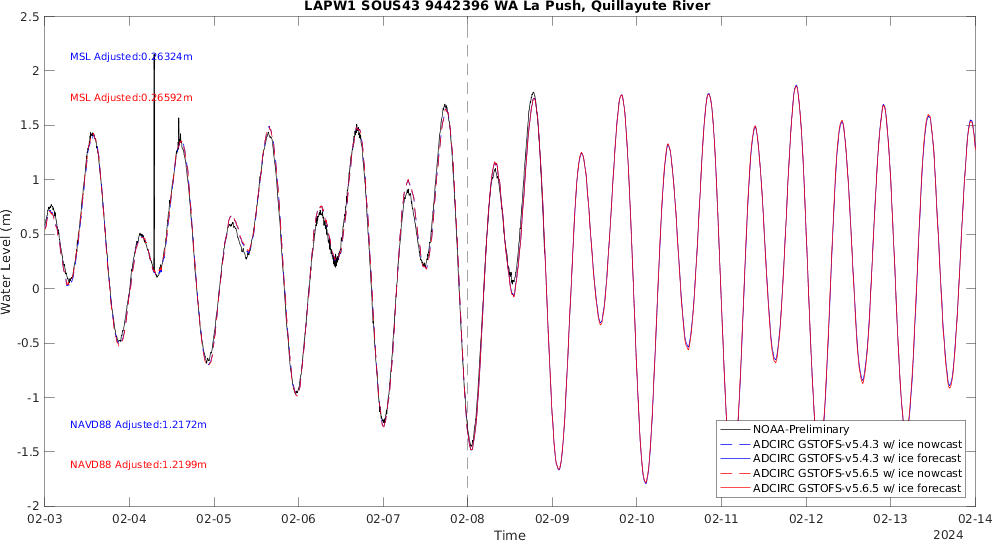 LAPW1 SOUS43 9442396 WA La Push, Quillayute River
2.5
2
1.5
1
0.5
0
-0.5
-1
-1.5
-2
Water Level (m)
MSL Adjusted:0.26324m
MSL Adjusted:0.26592m
NAVD88 Adjusted:1.2172m
NAVD88 Adjusted:1.2199m
NOAA-Preliminary
ADCIRC GSTOFS-v5.4.3 w/ ice nowcast
ADCIRC GSTOFS-v5.4.3 w/ ice forecast
ADCIRC GSTOFS-v5.6.5 w/ ice nowcast
ADCIRC GSTOFS-v5.6.5 w/ ice forecast
02-03 02-04 02-05 02-06 02-07 02-08 02-09 02-10 02-11 02-12 02-13 02-14
Time
2024